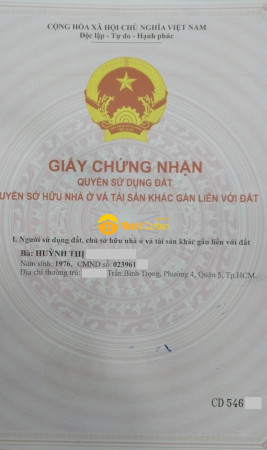 CỘNG HÒA XÃ HỘI CHỦ NGHĨA VIỆT NAM
Độc lập - Tự do - Hạnh phúc
GIẤY CHỨNG NHẬN
QUYỀN SỬ DỤNG ĐẤT
UYỀN SỞ HỮU NHÀ Ở VÀ TÀI SẢN KHÁC GẮN LIỀN VỚI ĐẤT
I. Người sử dụng đất, chủ sở hữu nhà ở và tài sản khác gắn liền với đất
Bà: HUỲNH THỊ
Năm sinh: 1976, CMND số: 023961
Địa chỉ thường trú: Trần Bình Trọng, Phường 4, Quận 5, Tp.HCM.
CD 546